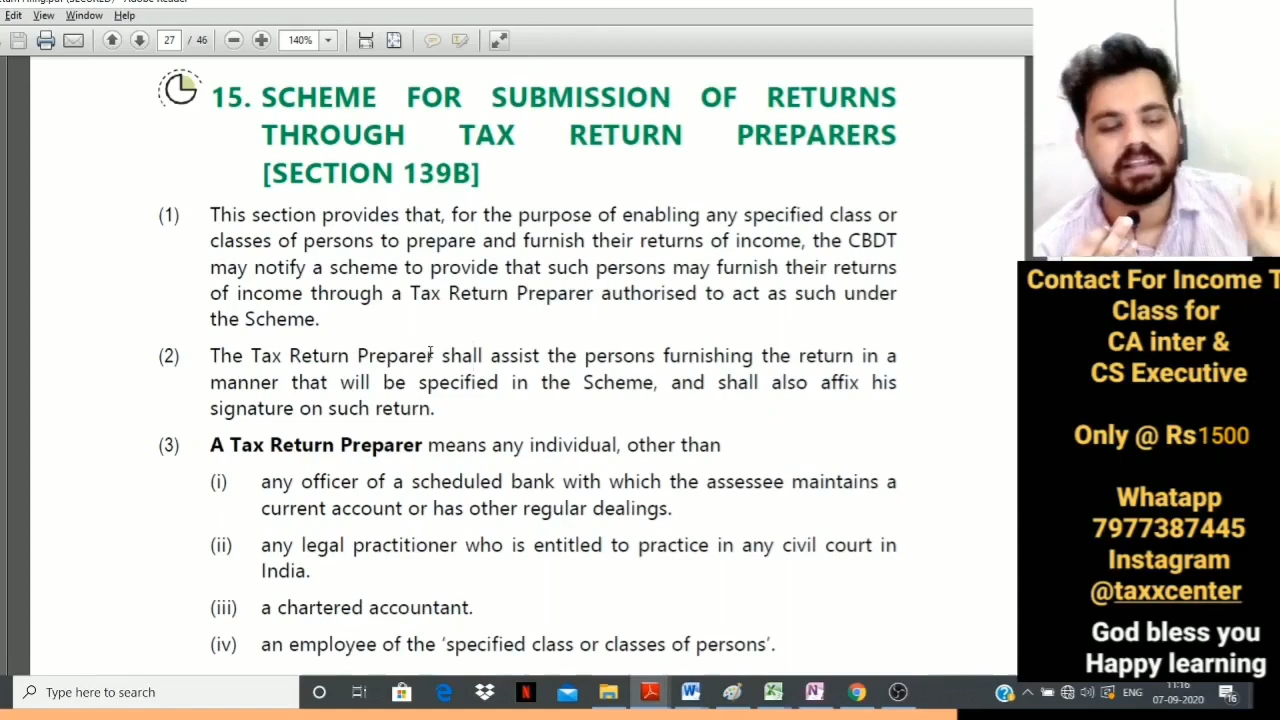 Edit View Window Help
27 / 46 140%
15. SCHEME FOR SUBMISSION OF RETURNS
THROUGH TAX RETURN PREPARERS
[SECTION 139B]
(1) This section provides that, for the purpose of enabling any specified class or
classes of persons to prepare and furnish their returns of income, the CBDT
may notify a scheme to provide that such persons may furnish their returns
of income through a Tax Return Preparer authorised to act as such under
the Scheme.
(2) The Tax Return Preparer shall assist the persons furnishing the return in a
manner that will be specified in the Scheme, and shall also affix his
signature on such return.
(3) A Tax Return Preparer means any individual, other than
(i) any officer of a scheduled bank with which the assessee maintains a
current account or has other regular dealings.
(ii) any legal practitioner who is entitled to practice in any civil court in
India.
(iii) a chartered accountant.
(iv) an employee of the ‘specified class or classes of persons’.
Contact For Income T
Class for
CA inter &
CS Executive
Only @ Rs1500
Whatapp
7977387445
Instagram
@taxxcenter
God bless you
Happy learning
Type here to search
ENG
11:16
07-09-2020
16